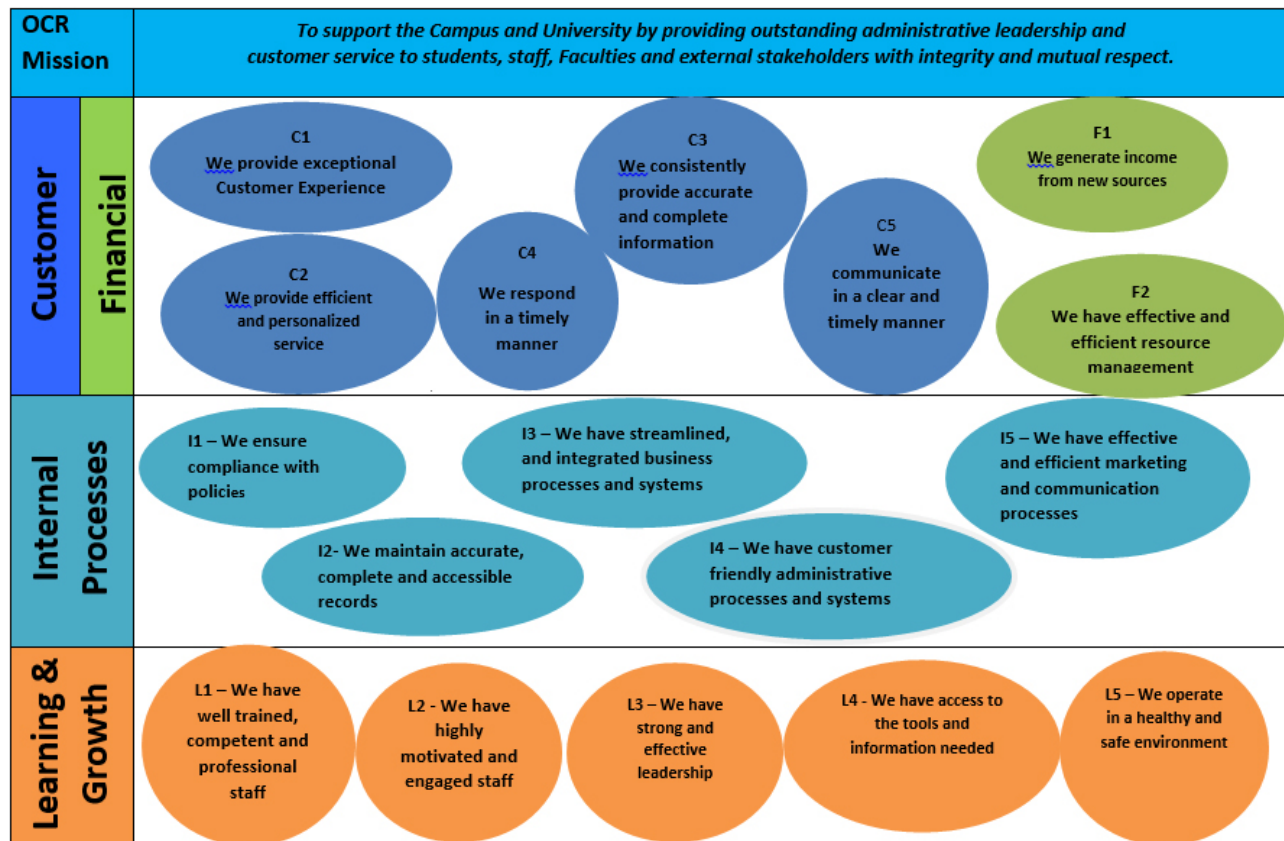 OCR
Mission
To support the Campus and University by providing outstanding administrative leadership and
customer service to students, staff, Faculties and external stakeholders with integrity and mutual respect.
Customer
Financial
C1
We provide exceptional
Customer Experience
C2
We provide efficient
and personalized
service
C4
We respond
in a timely
manner
C3
We consistently
provide accurate
and complete
information
C5
We
communicate
in a clear and
timely manner
F1
We generate income
from new sources
F2
We have effective and
efficient resource
management
Internal
Processes
I1 – We ensure
compliance with
policies
I2- We maintain accurate,
complete and accessible
records
I3 – We have streamlined,
and integrated business
processes and systems
I4 – We have customer
friendly administrative
processes and systems
I5 – We have effective
and efficient marketing
and communication
processes
Learning &
Growth
L1 – We have
well trained,
competent and
professional
staff
L2 - We have
highly
motivated and
engaged staff
L3 – We have
strong and
effective
leadership
L4 - We have access to
the tools and
information needed
L5 – We operate
in a healthy and
safe environment